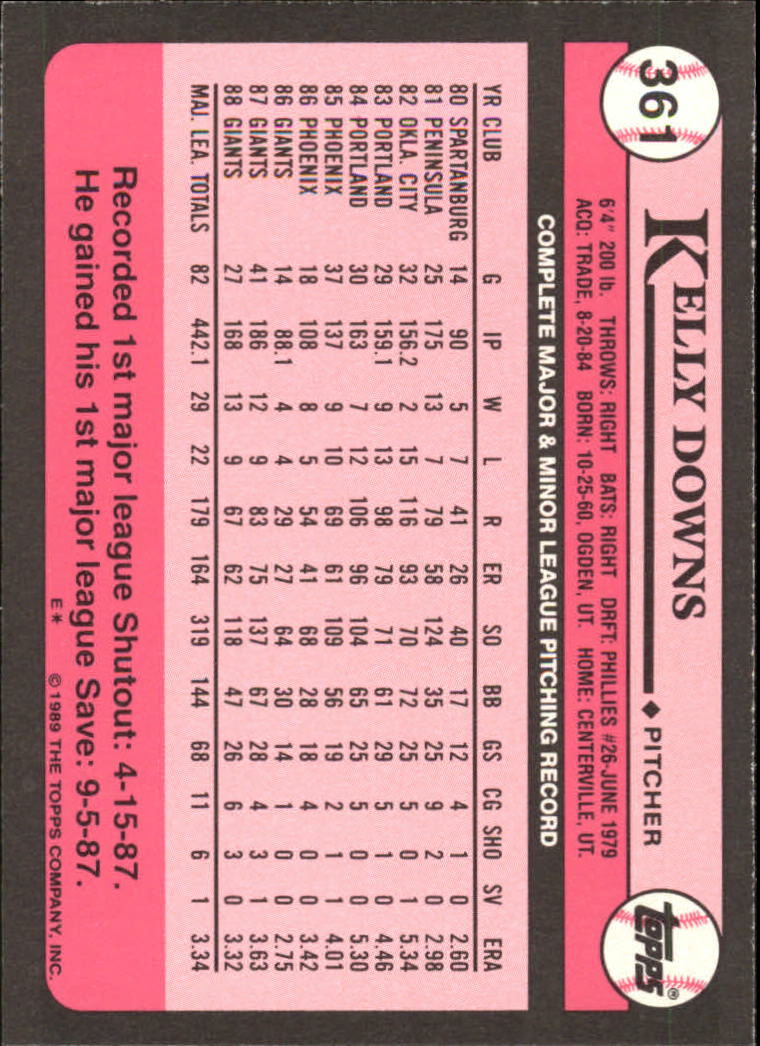 361
KELLY DOWNS ◆ PITCHER
topps®
6'4" 200 lb. THROWS: RIGHT BATS: RIGHT DRFT: PHILLIES #26-JUNE 1979
ACQ: TRADE, 8-20-84 BORN: 10-25-60, OGDEN, UT. HOME: CENTERVILLE, UT.
COMPLETE MAJOR & MINOR LEAGUE PITCHING RECORD
YR CLUB G IP W L R ER SO BB GS CG SHO SV ERA
80 SPARTANBURG 14 90 5 7 41 26 40 17 12 4 1 0 2.60
81 PENINSULA 25 175 13 7 79 58 124 35 25 9 2 0 2.98
82 OKLA. CITY 32 156.2 2 15 116 93 70 72 25 5 0 1 5.34
83 PORTLAND 29 159.1 9 13 98 79 71 61 29 5 1 0 4.46
84 PORTLAND 30 163 7 12 106 96 104 65 25 5 0 0 5.30
85 PHOENIX 37 137 9 10 69 61 109 56 19 2 1 1 4.01
86 PHOENIX 18 108 8 5 54 41 68 28 18 4 0 0 3.42
86 GIANTS 14 88.1 4 4 29 27 64 30 14 1 0 0 2.75
87 GIANTS 41 186 12 9 83 75 137 67 28 4 3 1 3.63
88 GIANTS 27 168 13 9 67 62 118 47 26 6 3 0 3.32
MAJ. LEA. TOTALS 82 442.1 29 22 179 164 319 144 68 11 6 1 3.34
Recorded 1st major league Shutout: 4-15-87.
He gained his 1st major league Save: 9-5-87.
E* © 1989 THE TOPPS COMPANY, INC.